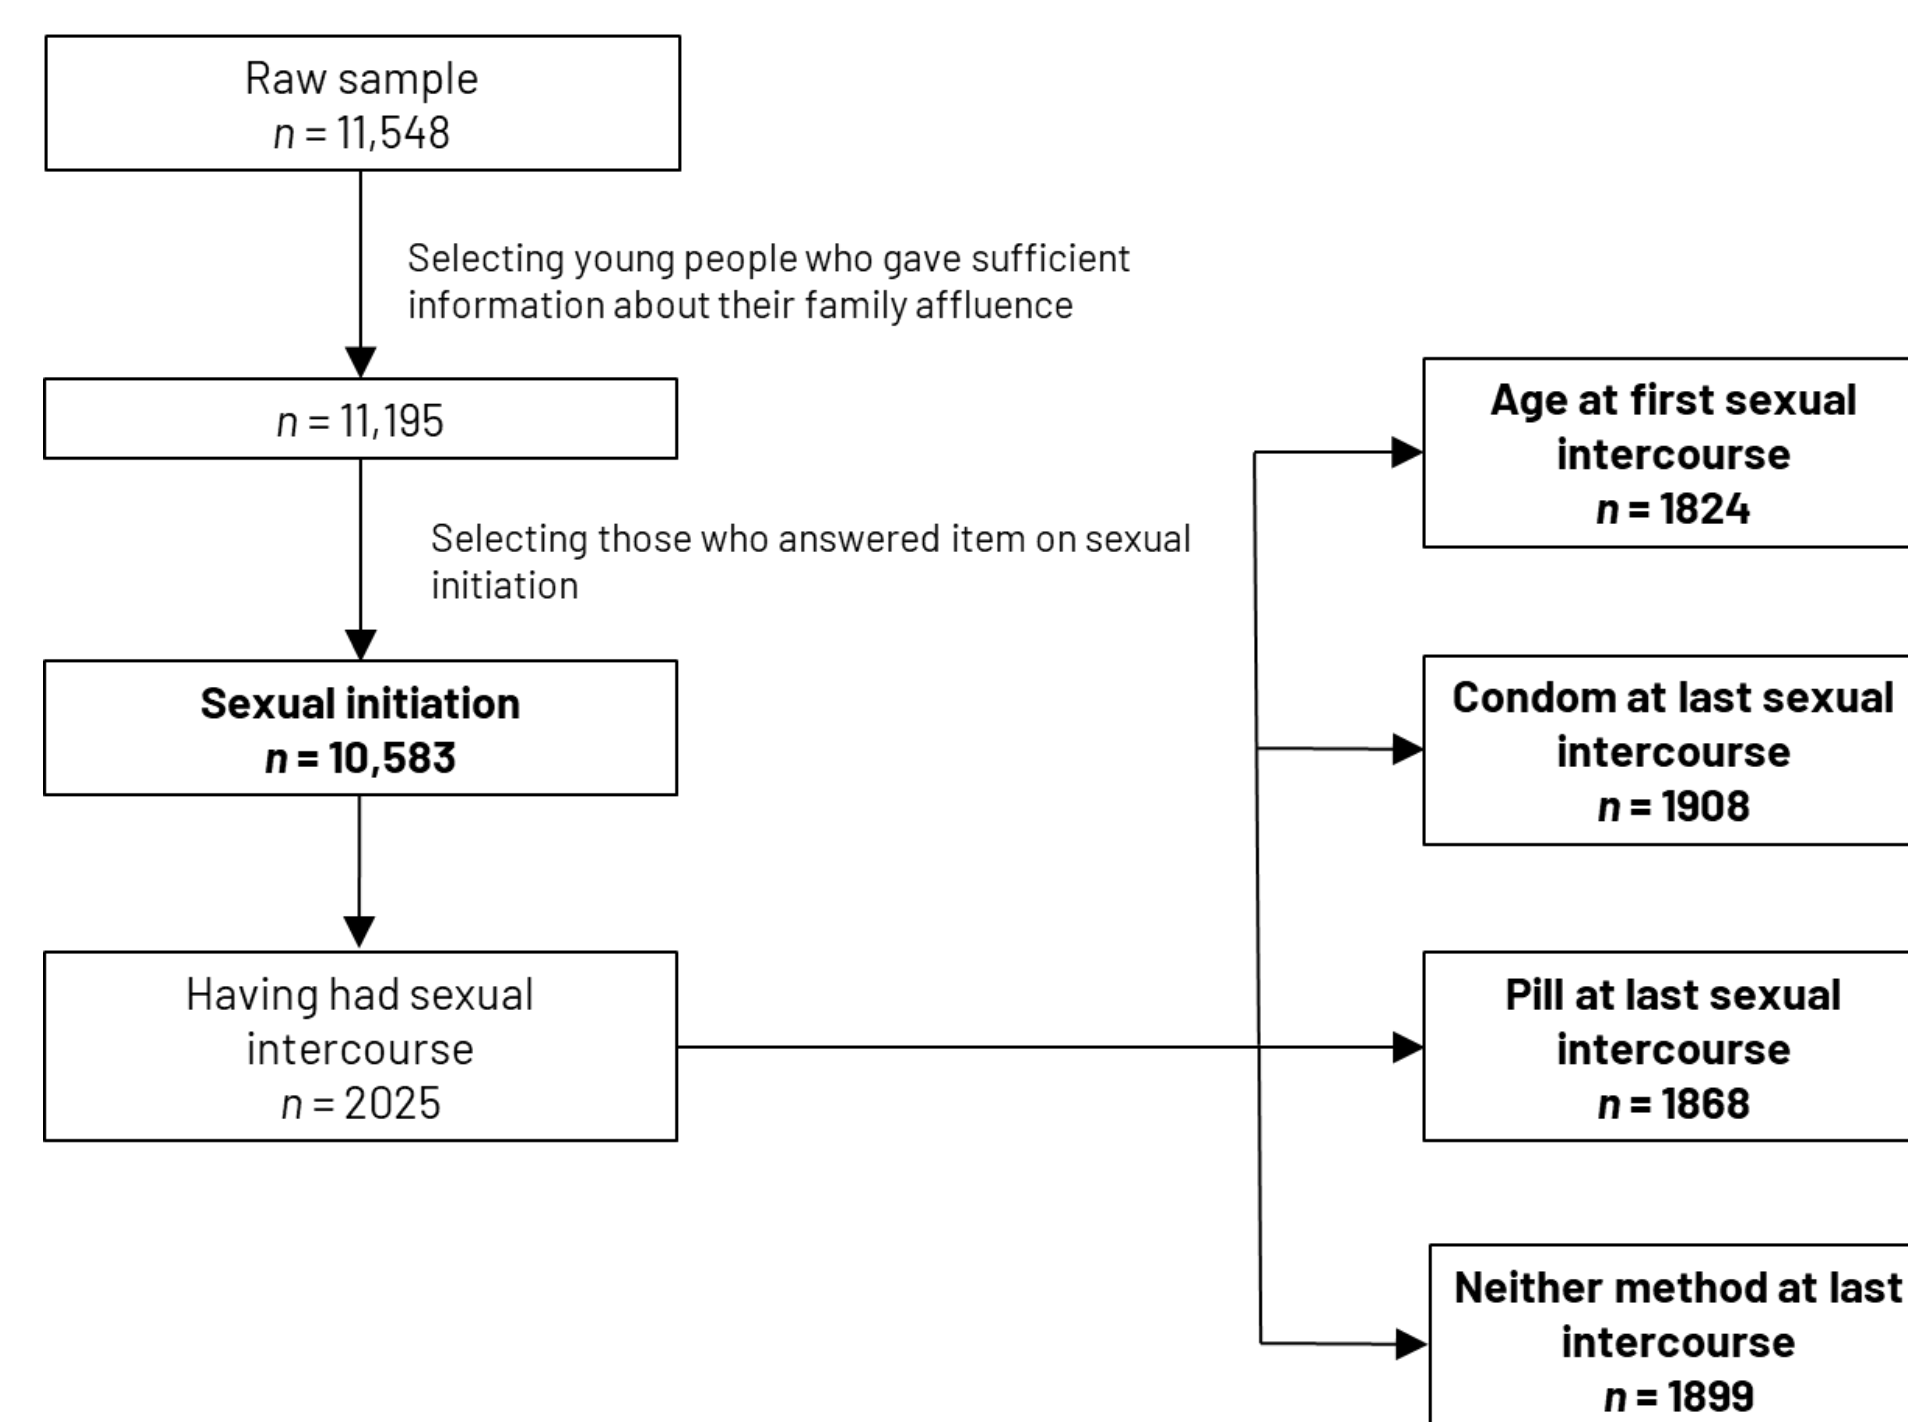 Raw sample
n = 11,548
Selecting young people who gave sufficient
information about their family affluence
n = 11,195
Selecting those who answered item on sexual
initiation
Sexual initiation
n = 10,583
Having had sexual
intercourse
n = 2025
Age at first sexual
intercourse
n = 1824
Condom at last sexual
intercourse
n = 1908
Pill at last sexual
intercourse
n = 1868
Neither method at last
intercourse
n = 1899